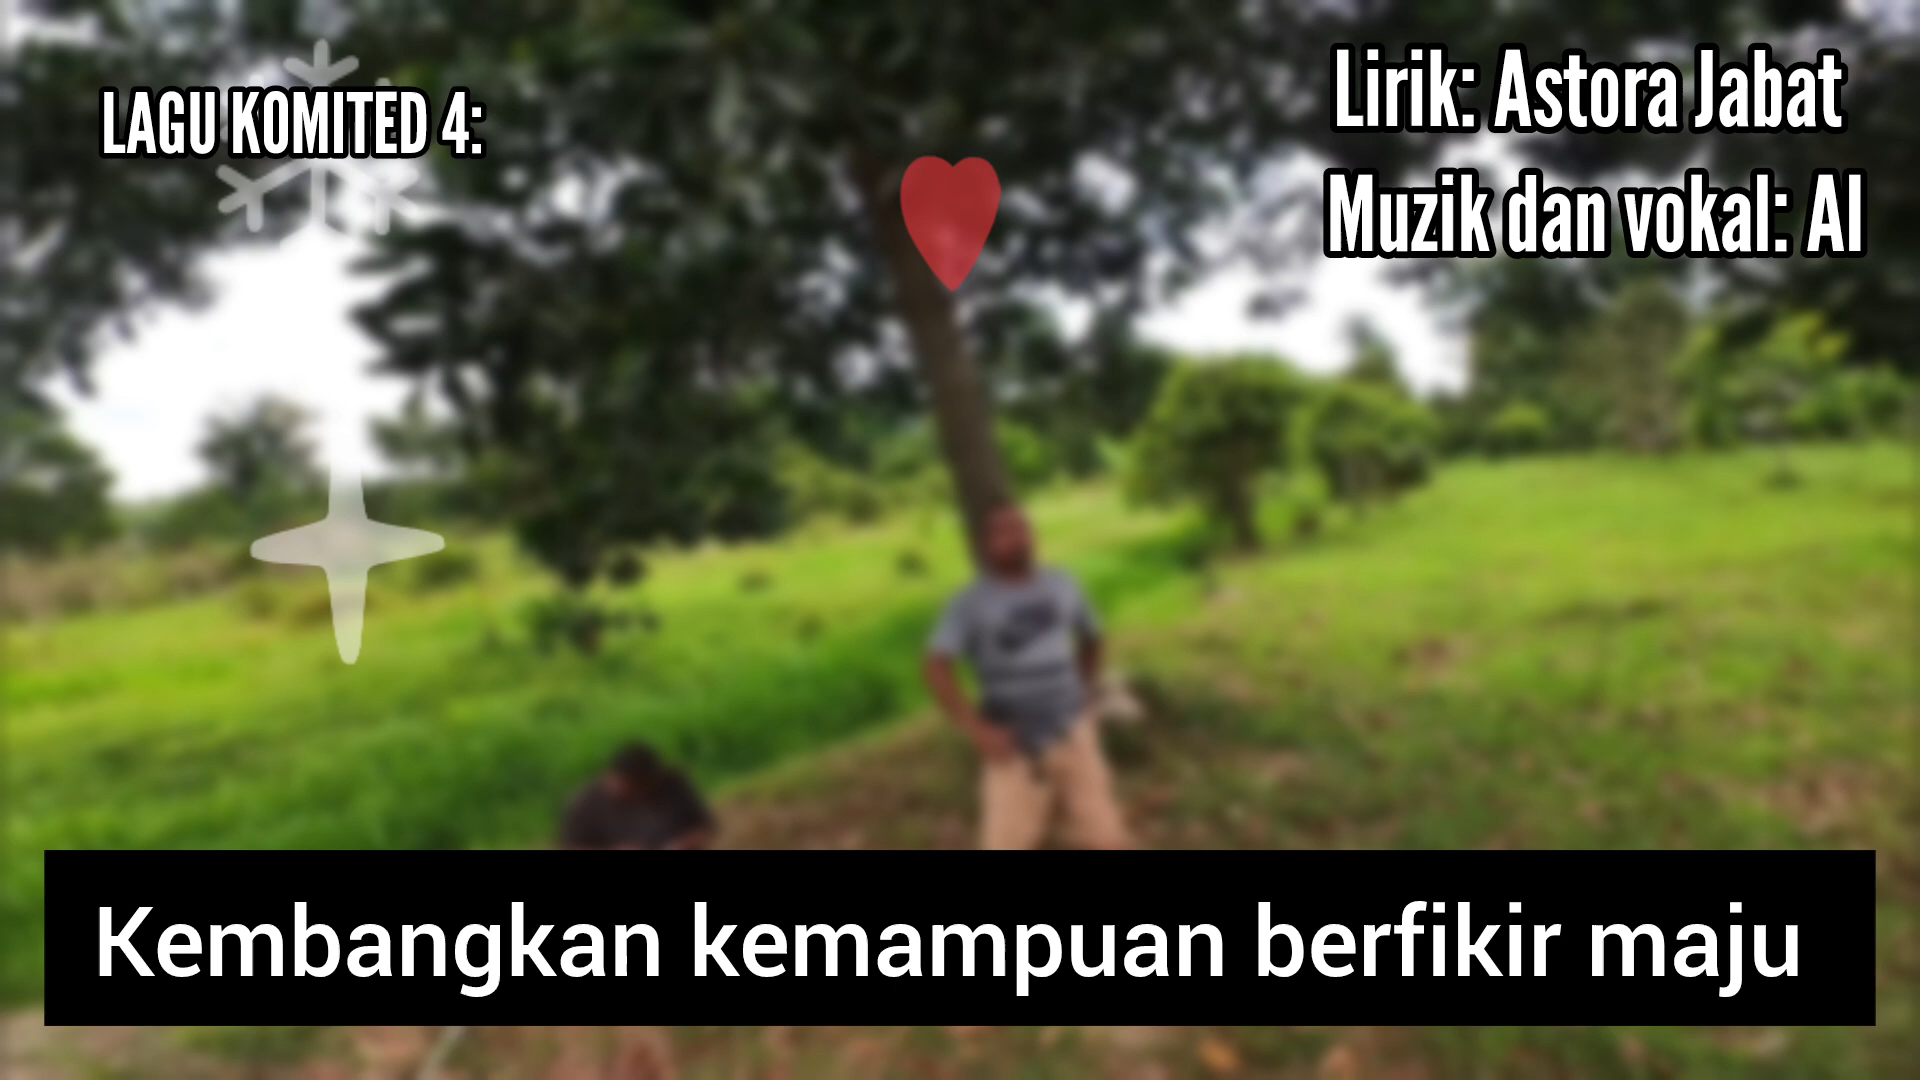 LAGU KOMITED 4:
Lirik: Astora Jabat
Muzik dan vokal: AI
Kembangkan kemampuan berfikir maju